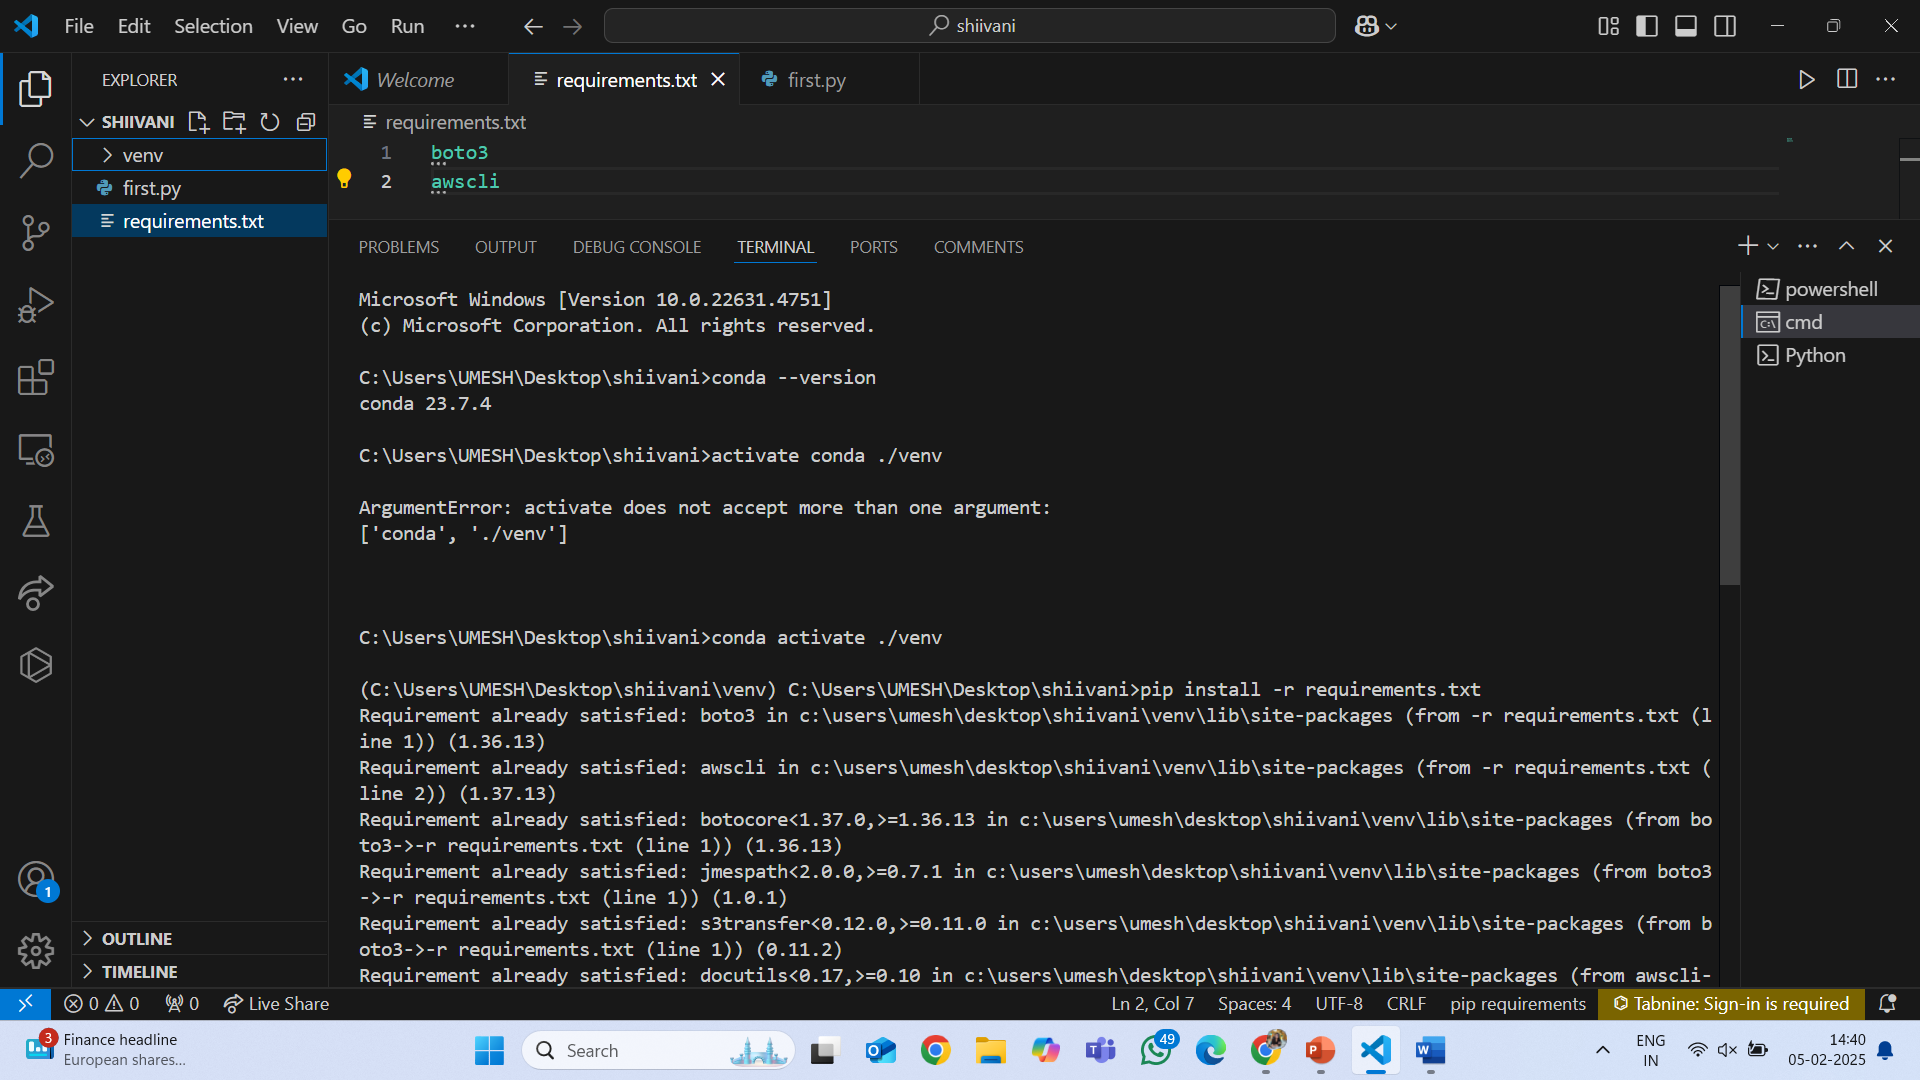 File Edit Selection View Go Run ··· shiivani
EXPLORER
SHIIVANI
venv
first.py
requirements.txt
OUTLINE
TIMELINE
Welcome requirements.txt first.py
requirements.txt
1 boto3
2 awscli
PROBLEMS OUTPUT DEBUG CONSOLE TERMINAL PORTS COMMENTS
Microsoft Windows [Version 10.0.22631.4751]
(c) Microsoft Corporation. All rights reserved.
C:\Users\UMESH\Desktop\shiivani>conda --version
conda 23.7.4
C:\Users\UMESH\Desktop\shiivani>activate conda ./venv
ArgumentError: activate does not accept more than one argument:
['conda', './venv']
C:\Users\UMESH\Desktop\shiivani>conda activate ./venv
(C:\Users\UMESH\Desktop\shiivani\venv) C:\Users\UMESH\Desktop\shiivani>pip install -r requirements.txt
Requirement already satisfied: boto3 in c:\users\umesh\desktop\shiivani\venv\lib\site-packages (from -r requirements.txt (l
ine 1)) (1.36.13)
Requirement already satisfied: awscli in c:\users\umesh\desktop\shiivani\venv\lib\site-packages (from -r requirements.txt (
line 2)) (1.37.13)
Requirement already satisfied: botocore<1.37.0,>=1.36.13 in c:\users\umesh\desktop\shiivani\venv\lib\site-packages (from bo
to3->-r requirements.txt (line 1)) (1.36.13)
Requirement already satisfied: jmespath<2.0.0,>=0.7.1 in c:\users\umesh\desktop\shiivani\venv\lib\site-packages (from boto3
->-r requirements.txt (line 1)) (1.0.1)
Requirement already satisfied: s3transfer<0.12.0,>=0.11.0 in c:\users\umesh\desktop\shiivani\venv\lib\site-packages (from b
oto3->-r requirements.txt (line 1)) (0.11.2)
Requirement already satisfied: docutils<0.17,>=0.10 in c:\users\umesh\desktop\shiivani\venv\lib\site-packages (from awscli-
powershell
cmd
Python
1
0 0 0 Live Share Ln 2, Col 7 Spaces: 4 UTF-8 CRLF pip requirements Tabnine: Sign-in is required
3 Finance headline
European shares...
Search
49
ENG
IN
14:40
05-02-2025